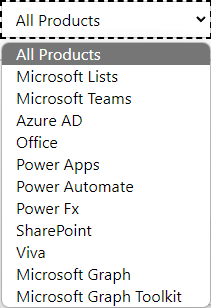 All Products
All Products
Microsoft Lists
Microsoft Teams
Azure AD
Office
Power Apps
Power Automate
Power Fx
SharePoint
Viva
Microsoft Graph
Microsoft Graph Toolkit